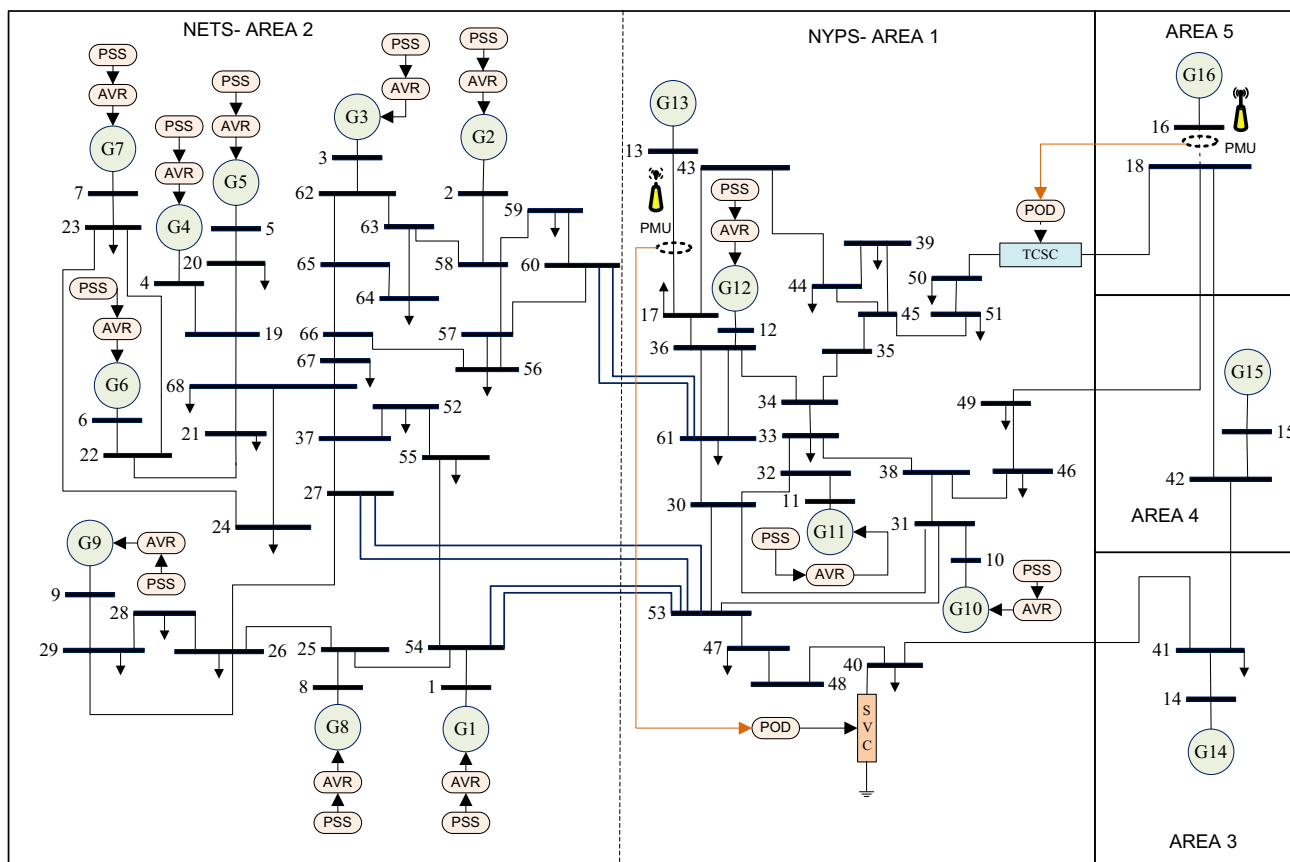 NETS- AREA 2
NYPS- AREA 1
AREA 5
PSS
AVR
G7
7
23
PSS
AVR
G4
4
PSS
AVR
G5
5
20
19
PSS
AVR
G6
6
22
21
68
24
PSS
AVR
G3
3
62
63
65
64
66
67
37
52
55
27
PSS
AVR
G2
2
58
59
60
57
56
G9
AVR
PSS
9
28
29
26
25
8
G8
AVR
PSS
54
1
G1
AVR
PSS
G13
13
PMU
17
36
43
PSS
AVR
G12
12
61
30
34
33
32
11
G11
PSS
AVR
39
44
45
35
50
51
38
31
10
G10
PSS
AVR
49
46
53
47
48
40
POD
S
V
C
POD
TCSC
G16
16
PMU
18
G15
15
42
AREA 4
41
14
G14
AREA 3